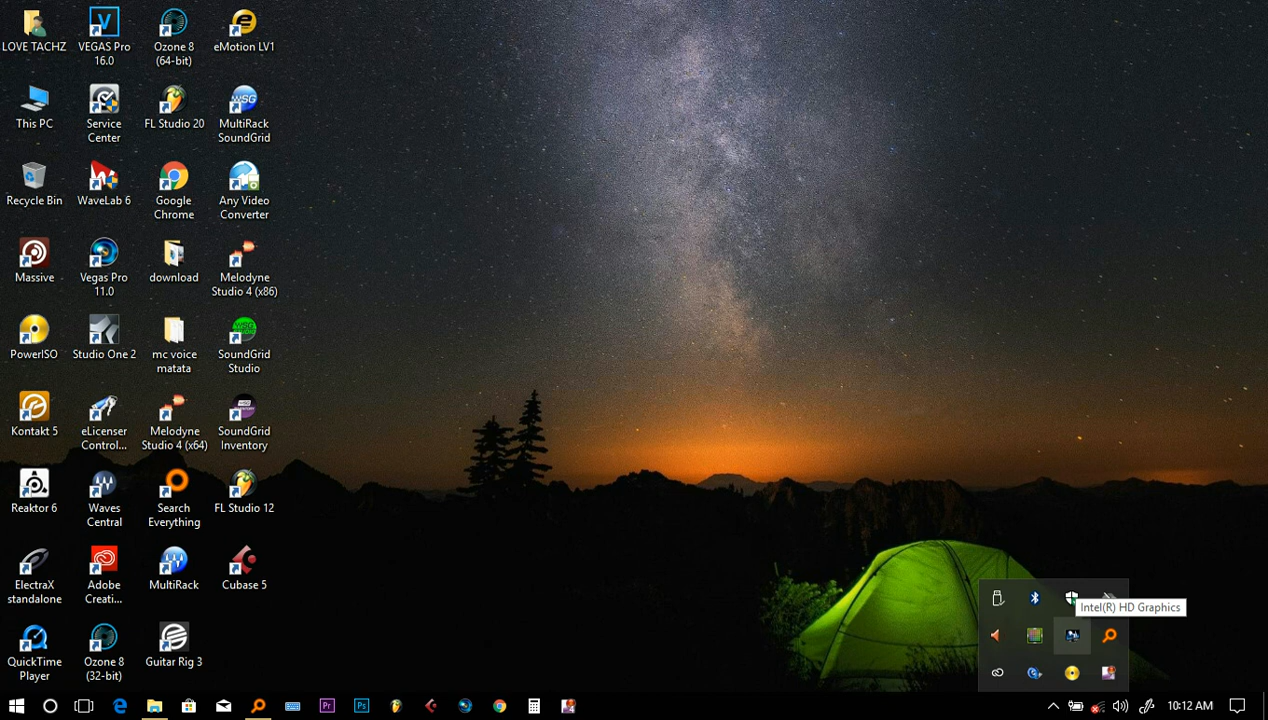 LOVE TACHZ
VEGAS Pro
16.0
Ozone 8
(64-bit)
eMotion LV1
This PC
Service
Center
FL Studio 20
MultiRack
SoundGrid
Recycle Bin
WaveLab 6
Google
Chrome
Any Video
Converter
Massive
Vegas Pro
11.0
download
Melodyne
Studio 4 (x86)
PowerISO
Studio One 2
mc voice
matata
SoundGrid
Studio
Kontakt 5
eLicenser
Control...
Melodyne
Studio 4 (x64)
SoundGrid
Inventory
Reaktor 6
Waves
Central
Search
Everything
FL Studio 12
ElectraX
standalone
Adobe
Creati...
MultiRack
Cubase 5
QuickTime
Player
Ozone 8
(32-bit)
Guitar Rig 3
Intel(R) HD Graphics
Pr
Ps
10:12 AM